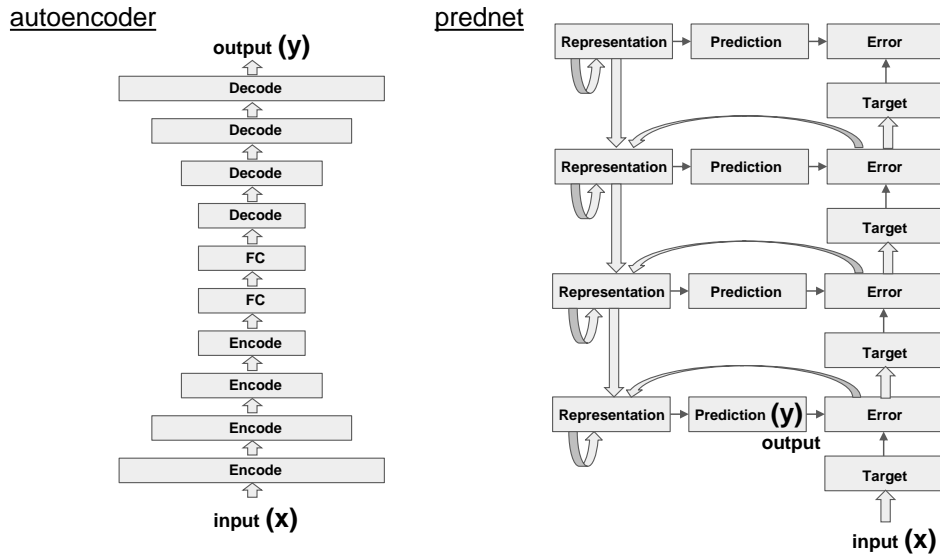 autoencoder
output (y)
Decode
Decode
Decode
Decode
FC
FC
Encode
Encode
Encode
Encode
input (x)
prednet
Representation Prediction Error
Target
Representation Prediction Error
Target
Representation Prediction Error
Target
Representation Prediction (y) Error
output
Target
input (x)